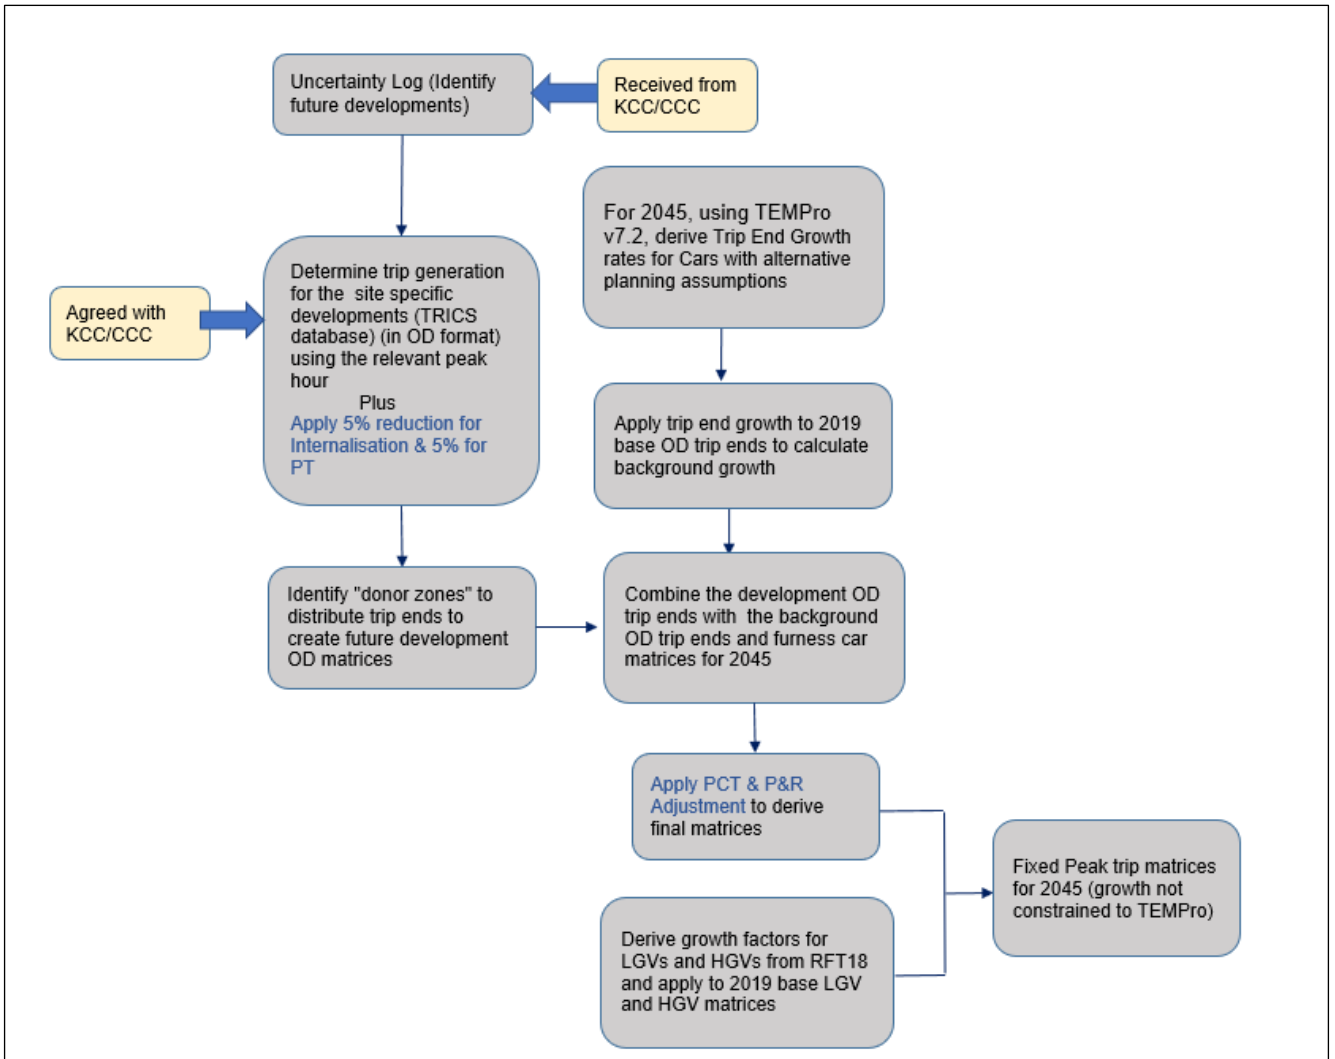 Uncertainty Log (Identify
future developments)
Received from
KCC/CCC
For 2045, using TEMPro
v7.2, derive Trip End Growth
rates for Cars with alternative
planning assumptions
Determine trip generation
for the site specific
developments (TRICS
database) (in OD format)
using the relevant peak
hour
Plus
Apply 5% reduction for
Internalisation & 5% for
PT
Agreed with
KCC/CCC
Apply trip end growth to 2019
base OD trip ends to calculate
background growth
Identify "donor zones" to
distribute trip ends to
create future development
OD matrices
Combine the development OD
trip ends with the background
OD trip ends and furness car
matrices for 2045
Apply PCT & P&R
Adjustment to derive
final matrices
Fixed Peak trip matrices
for 2045 (growth not
constrained to TEMPro)
Derive growth factors for
LGVs and HGVs from RFT18
and apply to 2019 base LGV
and HGV matrices